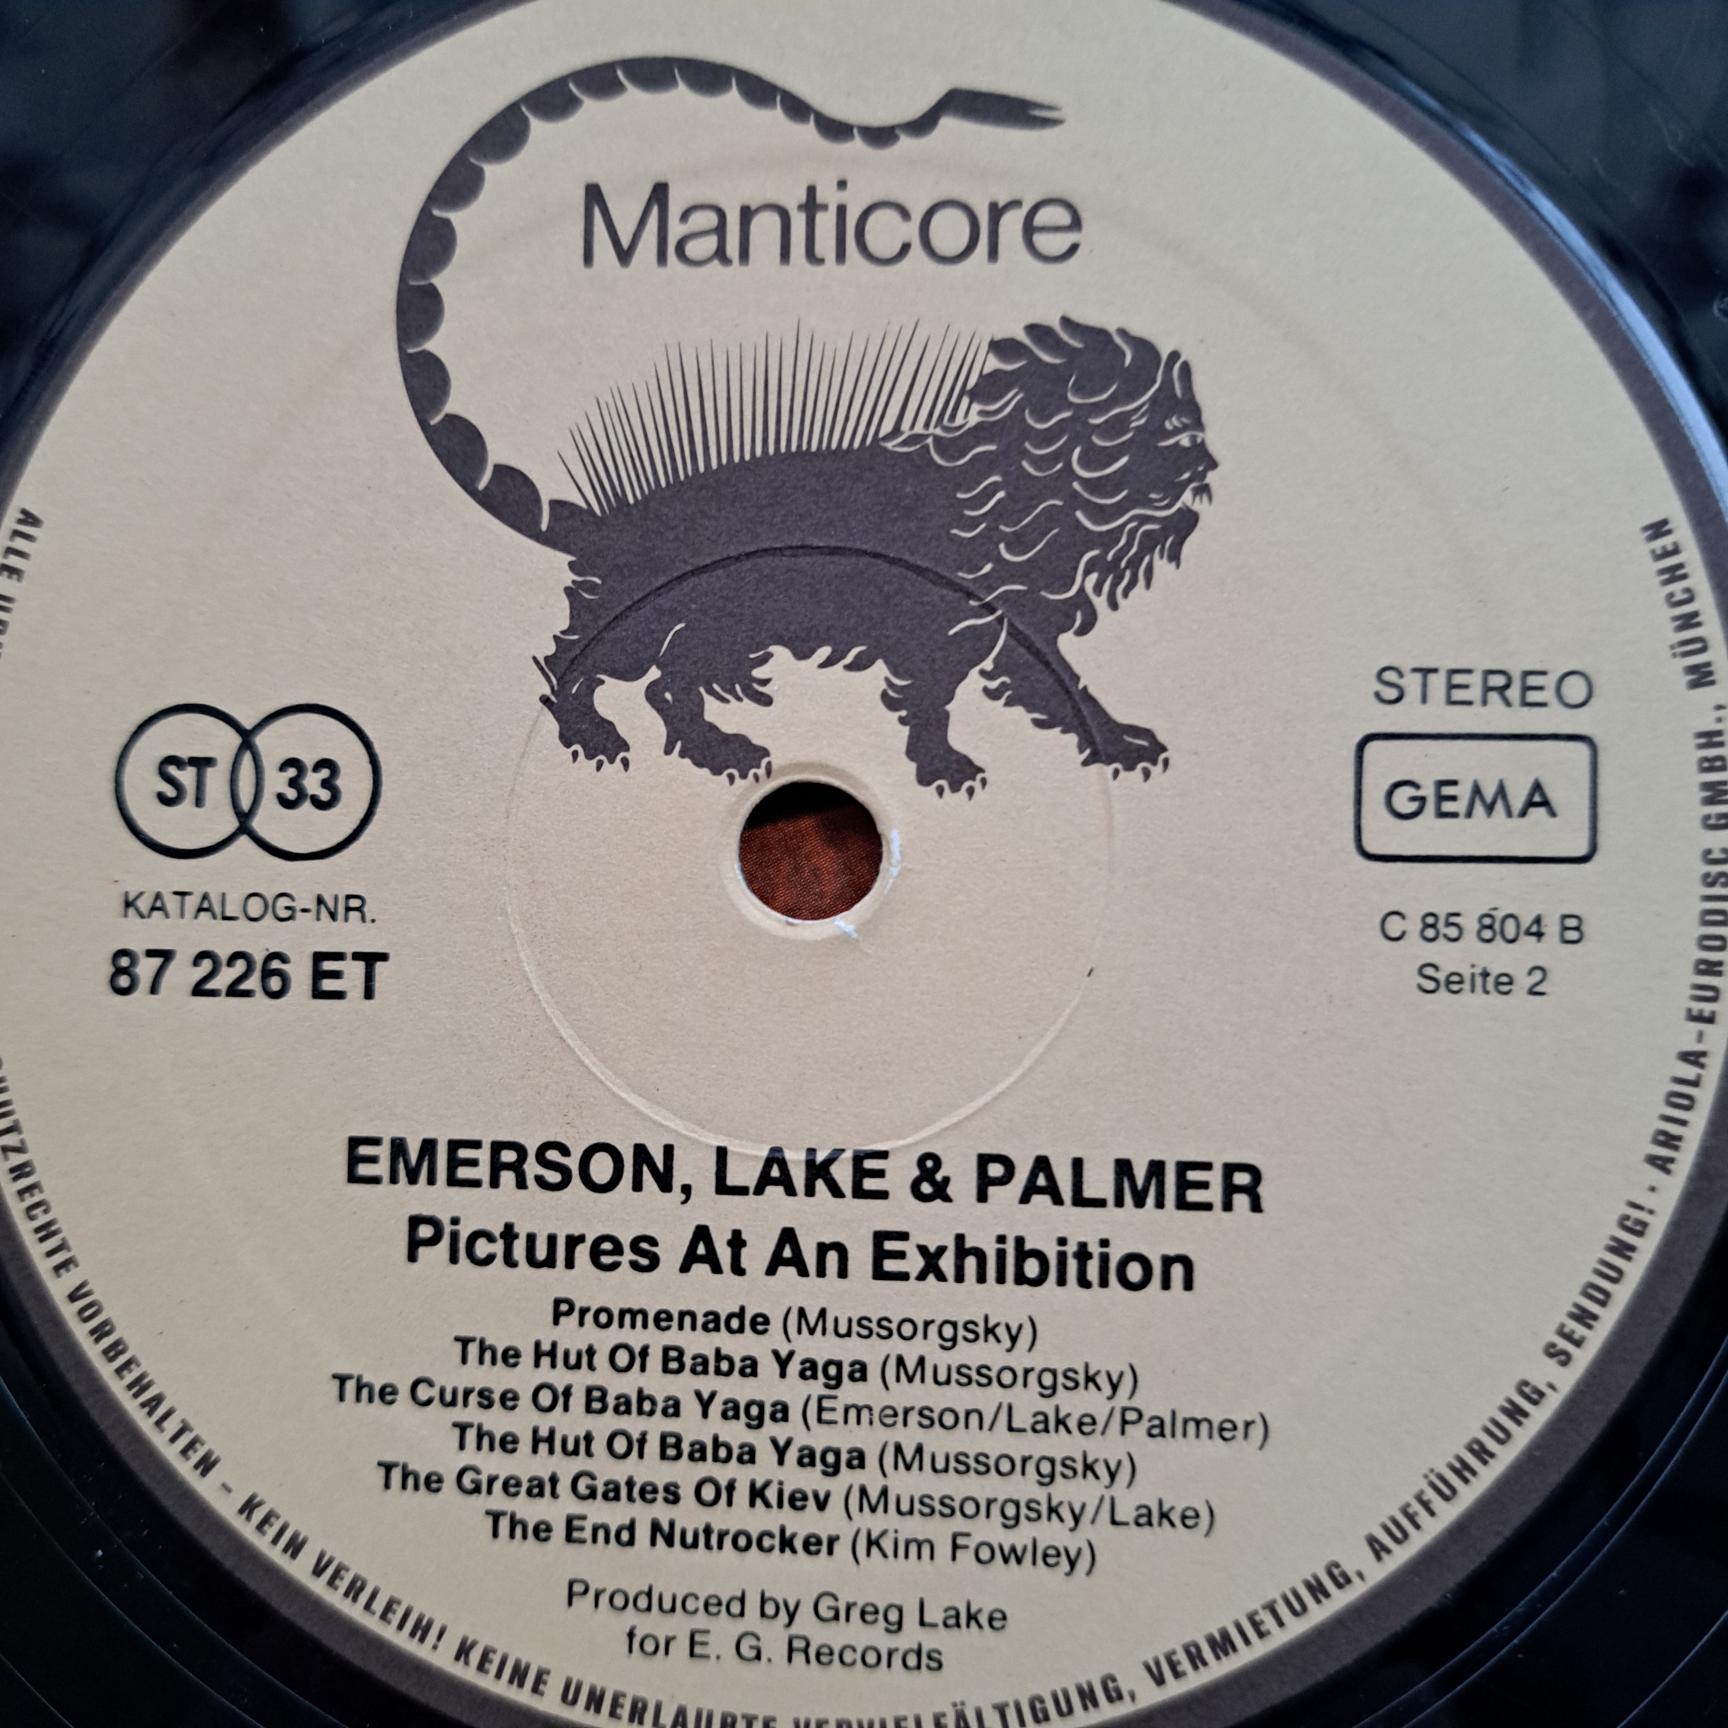 Manticore
ST 33
KATALOG-NR.
87 226 ET
STEREO
GEMA
C 85 804 B
Seite 2
EMERSON, LAKE & PALMER
Pictures At An Exhibition
Promenade (Mussorgsky)
The Hut Of Baba Yaga (Mussorgsky)
The Curse Of Baba Yaga (Emerson/Lake/Palmer)
The Hut Of Baba Yaga (Mussorgsky)
The Great Gates Of Kiev (Mussorgsky/Lake)
The End Nutrocker (Kim Fowley)
Produced by Greg Lake
for E. G. Records
ALLE
VORBEHALTEN - KEIN VERLEIH! KEINE UNERLAUBTE VERVIELFÄLTIGUNG, VERMIETUNG, AUFFÜHRUNG, SENDUNG! · ARIOLA-EURODISC GMBH., MÜNCHEN